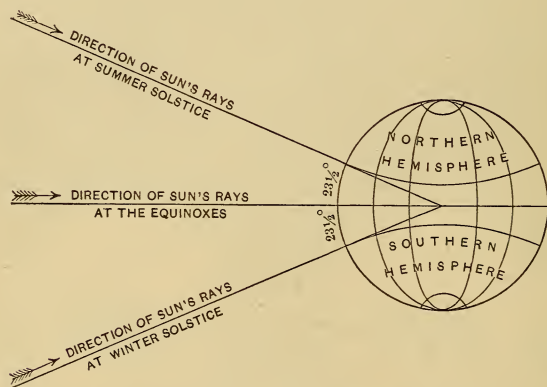 DIRECTION OF SUN'S RAYS
AT SUMMER SOLSTICE
NORTHERN
HEMISPHERE
23½°
DIRECTION OF SUN'S RAYS
AT THE EQUINOXES
23½°
SOUTHERN
HEMISPHERE
DIRECTION OF SUN'S RAYS
AT WINTER SOLSTICE